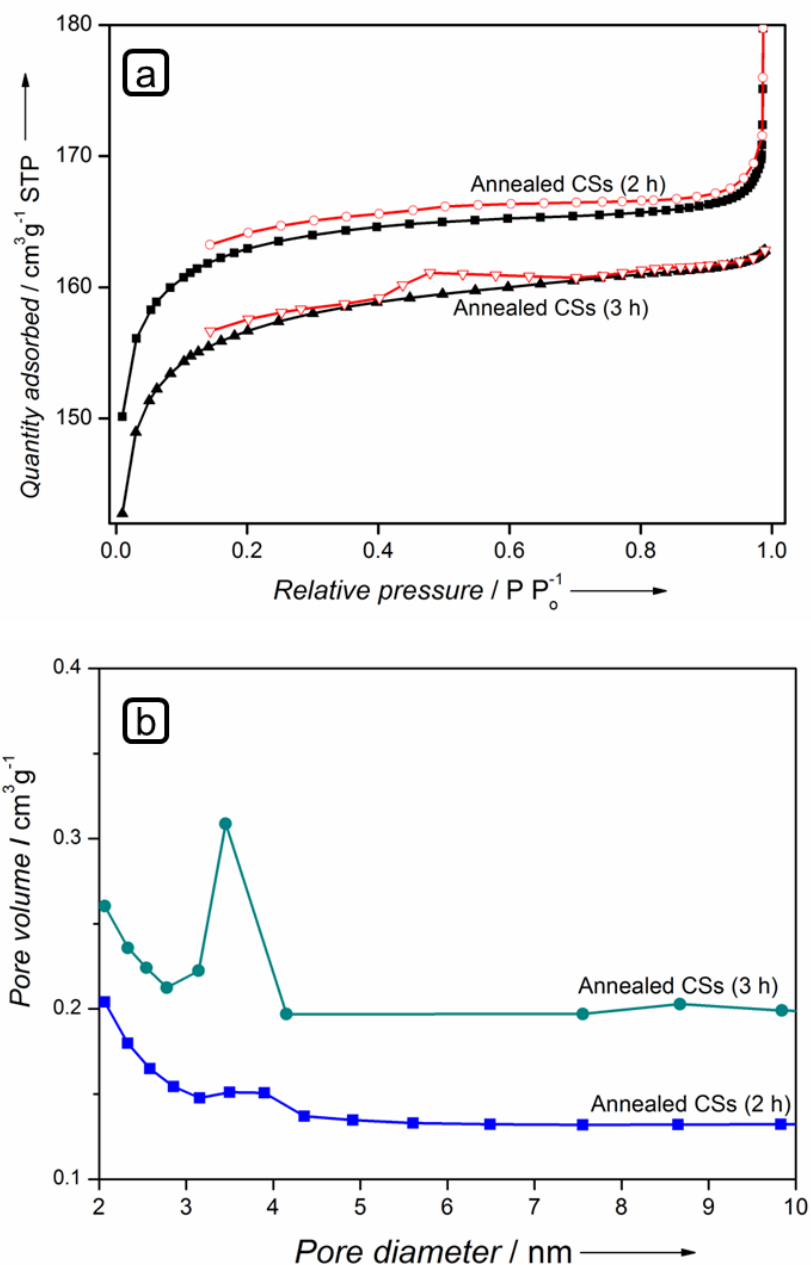 a
180
170
160
150
Quantity adsorbed / cm³g⁻¹ STP
Annealed CSs (2 h)
Annealed CSs (3 h)
0.0 0.2 0.4 0.6 0.8 1.0
Relative pressure / P Pₒ⁻¹
b
0.4
0.3
0.2
0.1
Pore volume / cm³g⁻¹
Annealed CSs (3 h)
Annealed CSs (2 h)
2 3 4 5 6 7 8 9 10
Pore diameter / nm